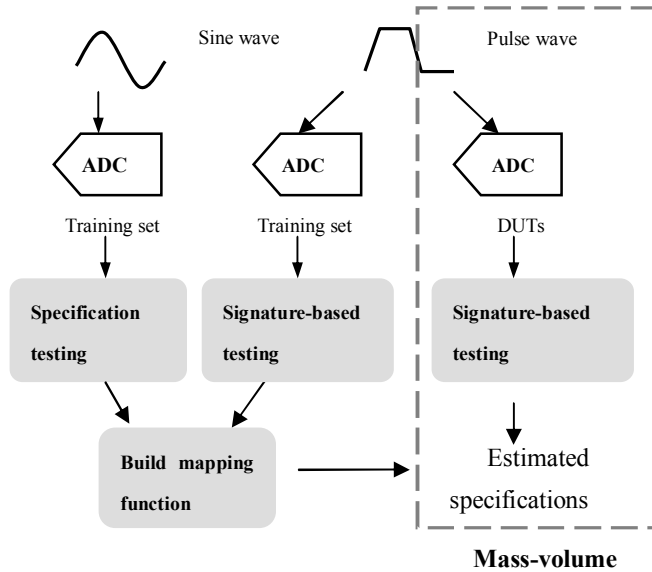 Sine wave
Pulse wave
ADC
ADC
ADC
Training set
Training set
DUTs
Specification
testing
Signature-based
testing
Signature-based
testing
Build mapping
function
Estimated
specifications
Mass-volume